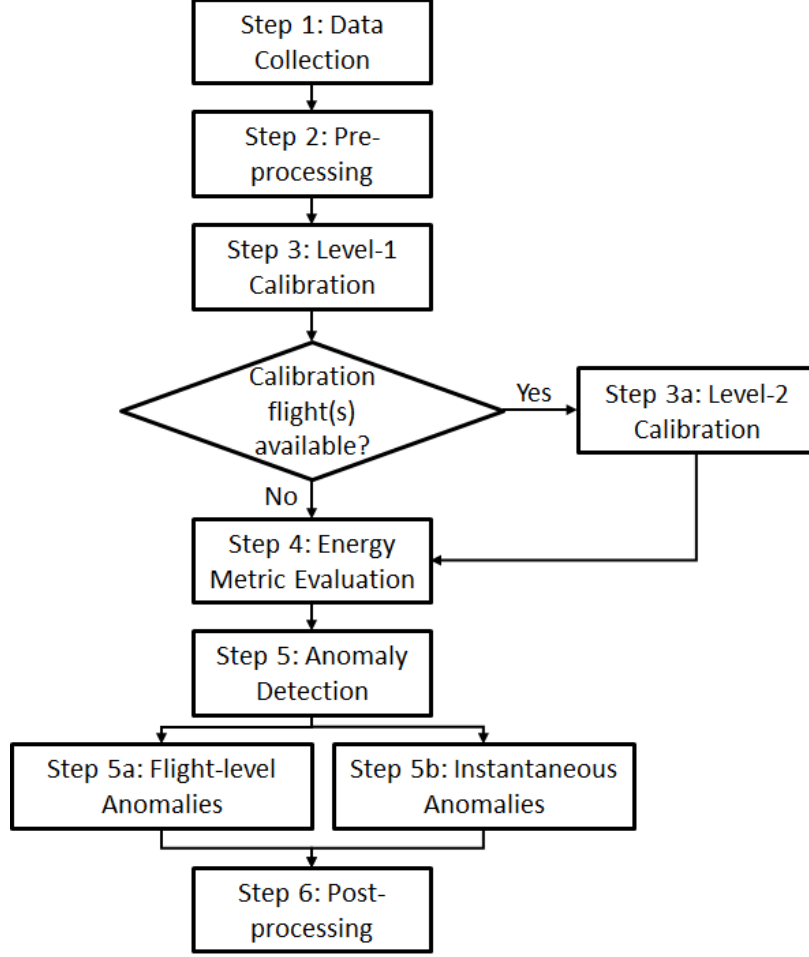 Step 1: Data
Collection
Step 2: Pre-
processing
Step 3: Level-1
Calibration
Calibration
flight(s)
available?
Yes
Step 3a: Level-2
Calibration
No
Step 4: Energy
Metric Evaluation
Step 5: Anomaly
Detection
Step 5a: Flight-level
Anomalies
Step 5b: Instantaneous
Anomalies
Step 6: Post-
processing